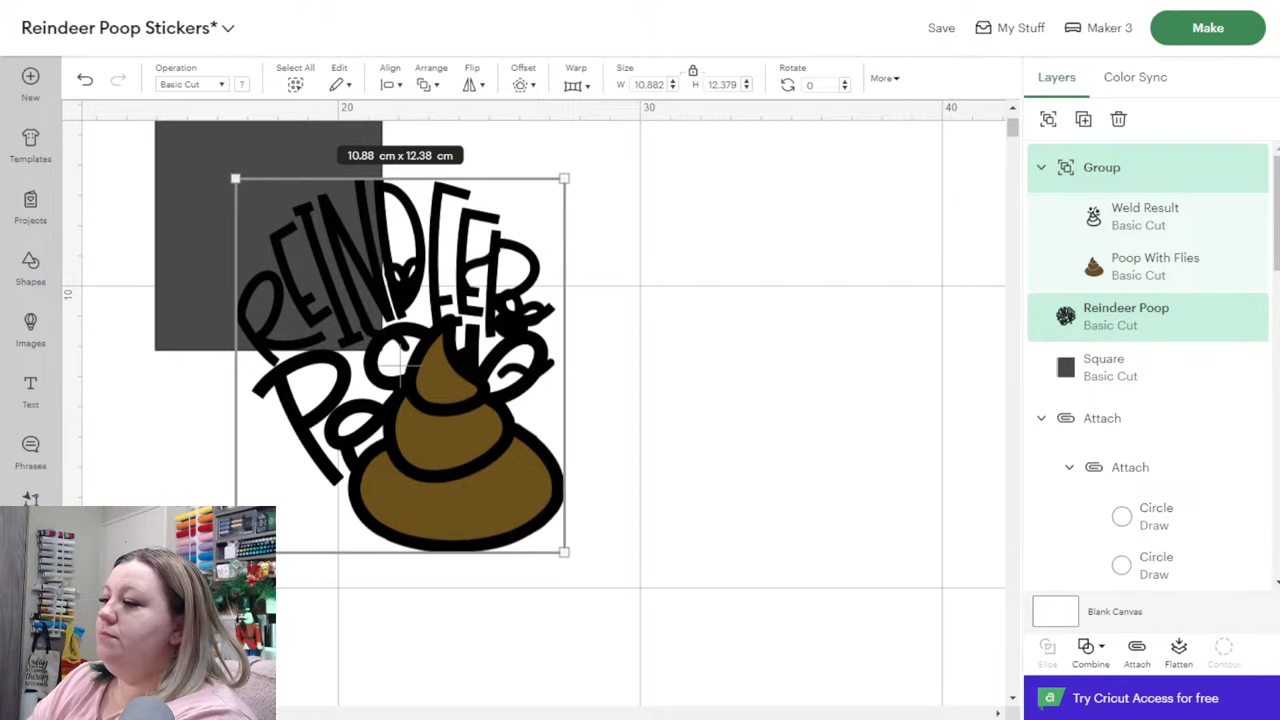 Reindeer Poop Stickers*
Save
My Stuff
Maker 3
Make
Operation
Basic Cut
?
Select All
Edit
Align
Arrange
Flip
Offset
Warp
Size
W 10.882
H 12.379
Rotate
0
More
Layers
Color Sync
New
Templates
Projects
Shapes
Images
Text
Phrases
20
30
40
10
10.88 cm x 12.38 cm
REINDEER
Group
Weld Result
Basic Cut
Poop With Flies
Basic Cut
Reindeer Poop
Basic Cut
Square
Basic Cut
Attach
Attach
Circle
Draw
Circle
Draw
Blank Canvas
Slice
Combine
Attach
Flatten
Contour
a
Try Cricut Access for free